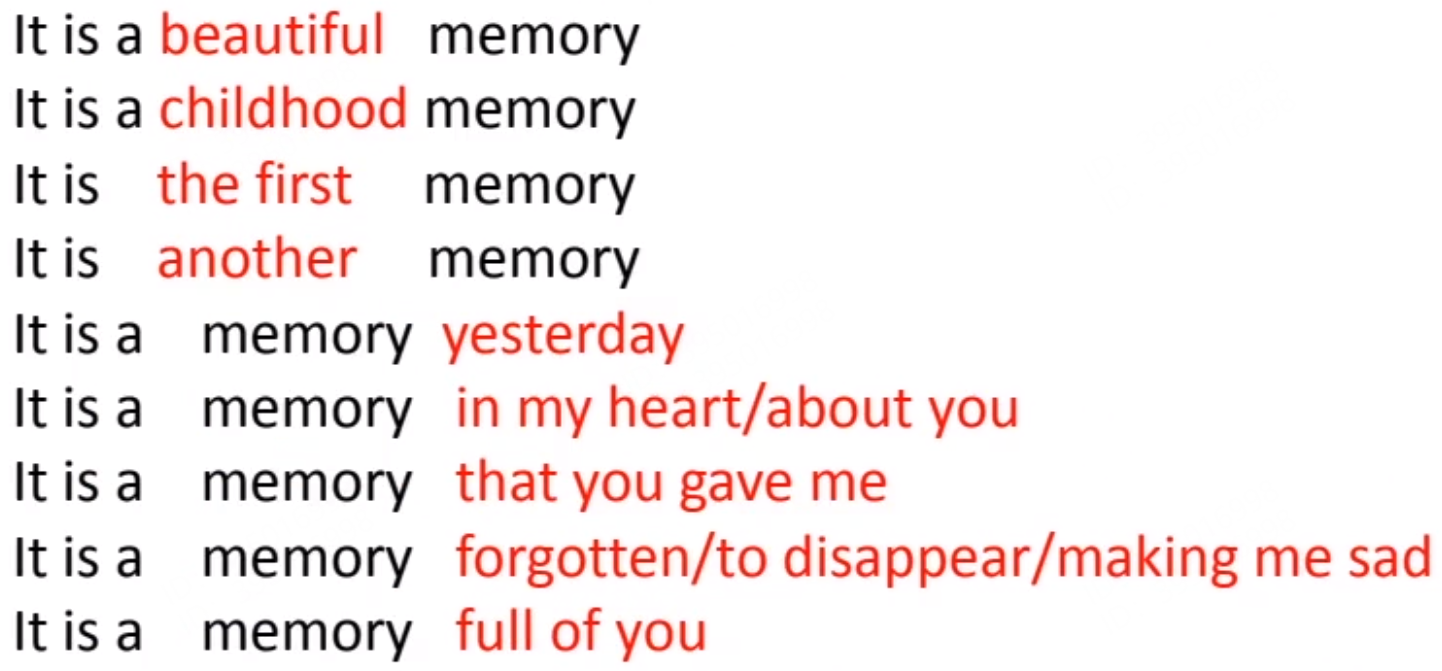 It is a beautiful memory
It is a childhood memory
It is the first memory
It is another memory
It is a memory yesterday
It is a memory in my heart/about you
It is a memory that you gave me
It is a memory forgotten/to disappear/making me sad
It is a memory full of you